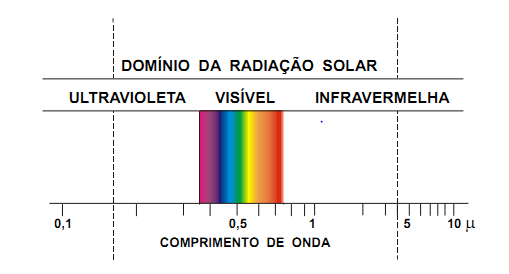 DOMÍNIO DA RADIAÇÃO SOLAR
ULTRAVIOLETA VISÍVEL INFRAVERMELHA
0,1 0,5 1 5 10 μ
COMPRIMENTO DE ONDA